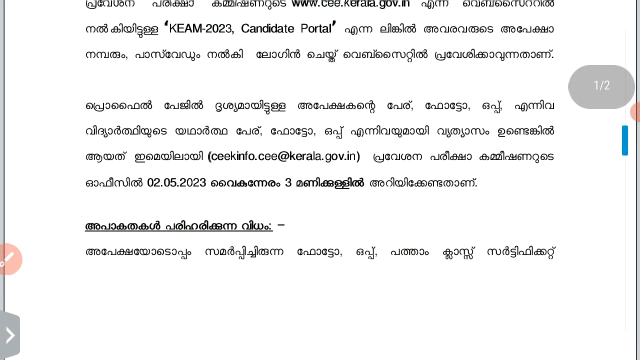 പ്രവേശന പരീക്ഷാ കമ്മീഷണറുടെ www.cee.kerala.gov.in എന്ന വെബ്സൈററിൽ
നൽകിയിട്ടുള്ള ‘KEAM-2023, Candidate Portal’ എന്ന ലിങ്കിൽ അവരവരുടെ അപേക്ഷാ
നമ്പരും, പാസ്‌വേഡും നൽകി ലോഗിൻ ചെയ്ത് വെബ്സൈറ്റിൽ പ്രവേശിക്കാവുന്നതാണ്.
1/2
പ്രൊഫൈൽ പേജിൽ ദൃശ്യമായിട്ടുള്ള അപേക്ഷകന്റെ പേര്, ഫോട്ടോ, ഒപ്പ്, എന്നിവ
വിദ്യാർത്ഥിയുടെ യഥാർത്ഥ പേര്, ഫോട്ടോ, ഒപ്പ് എന്നിവയുമായി വ്യത്യാസം ഉണ്ടെങ്കിൽ
ആയത് ഇമെയിലായി (ceekinfo.cee@kerala.gov.in) പ്രവേശന പരീക്ഷാ കമ്മീഷണറുടെ
ഓഫീസിൽ 02.05.2023 വൈകുന്നേരം 3 മണിക്കുള്ളിൽ അറിയിക്കേണ്ടതാണ്.
അപാകതകൾ പരിഹരിക്കുന്ന വിധം: –
അപേക്ഷയോടൊപ്പം സമർപ്പിച്ചിരുന്ന ഫോട്ടോ, ഒപ്പ്, പത്താം ക്ലാസ്സ് സർട്ടിഫിക്കറ്റ്